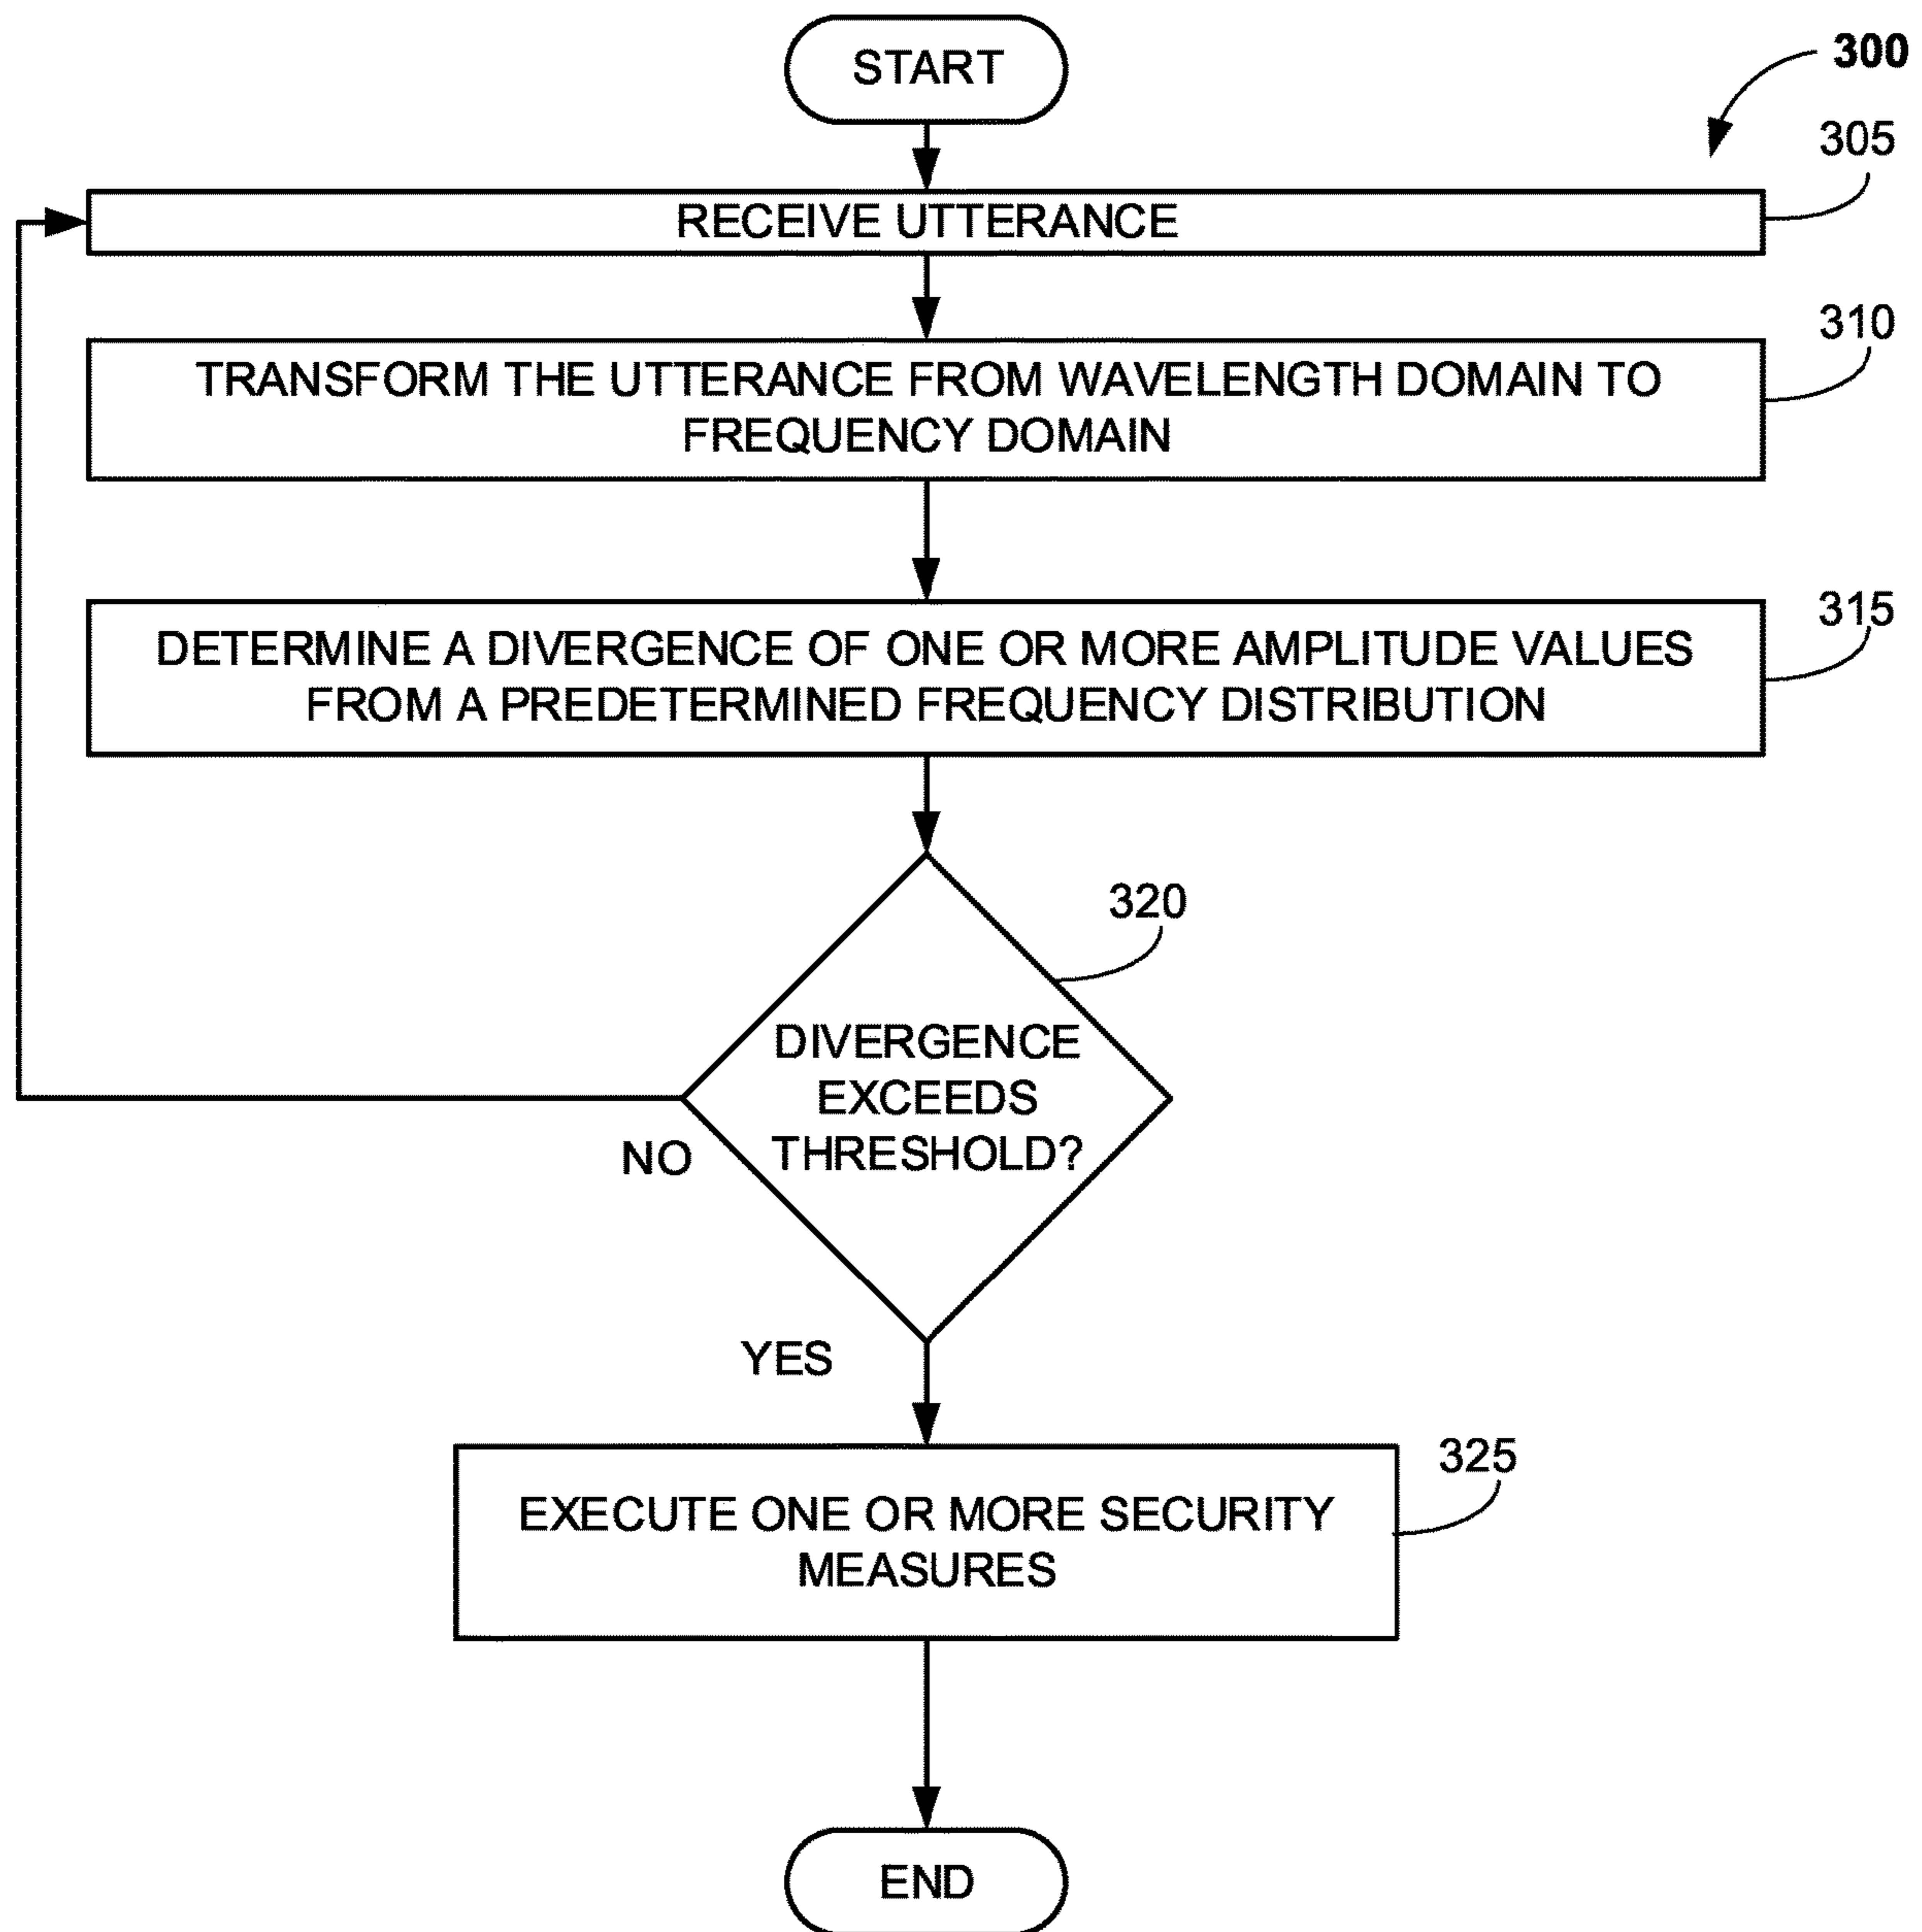 START
300
305
RECEIVE UTTERANCE
310
TRANSFORM THE UTTERANCE FROM WAVELENGTH DOMAIN TO
FREQUENCY DOMAIN
315
DETERMINE A DIVERGENCE OF ONE OR MORE AMPLITUDE VALUES
FROM A PREDETERMINED FREQUENCY DISTRIBUTION
320
DIVERGENCE
EXCEEDS
THRESHOLD?
NO
YES
325
EXECUTE ONE OR MORE SECURITY
MEASURES
END